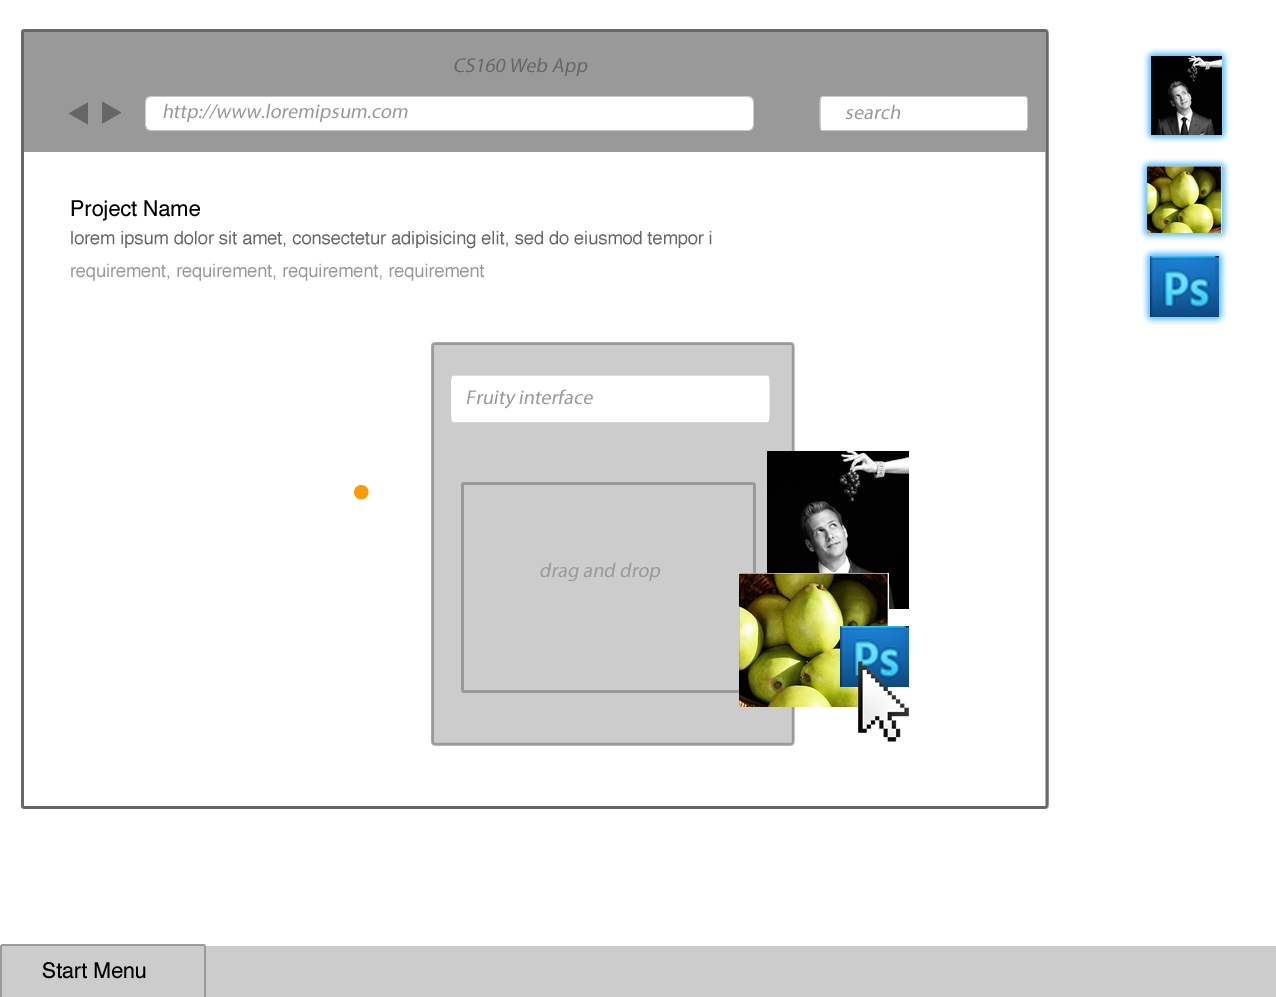 CS160 Web App
http://www.loremipsum.com
search
Project Name
lorem ipsum dolor sit amet, consectetur adipisicing elit, sed do eiusmod tempor i
requirement, requirement, requirement, requirement
Ps
Fruity interface
drag and drop
Ps
Start Menu